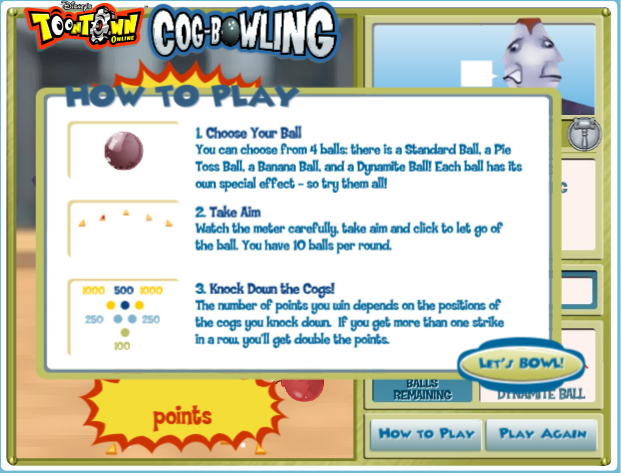 Disney's
TOONTOWN
ONLINE
COG-BOWLING
HOW TO PLAY
1. Choose Your Ball
You can choose from 4 balls: there is a Standard Ball, a Pie
Toss Ball, a Banana Ball, and a Dynamite Ball! Each ball has its
own special effect - so try them all!
2. Take Aim
Watch the meter carefully, take aim and click to let go of
the ball. You have 10 balls per round.
1000 500 1000
250 250
100
3. Knock Down the Cogs!
The number of points you win depends on the positions of
the cogs you knock down. If you get more than one strike
in a row, you'll get double the points.
LET'S BOWL!
points
BALLS
REMAINING
DYNAMITE BALL
HOW TO PLAY
PLAY AGAIN